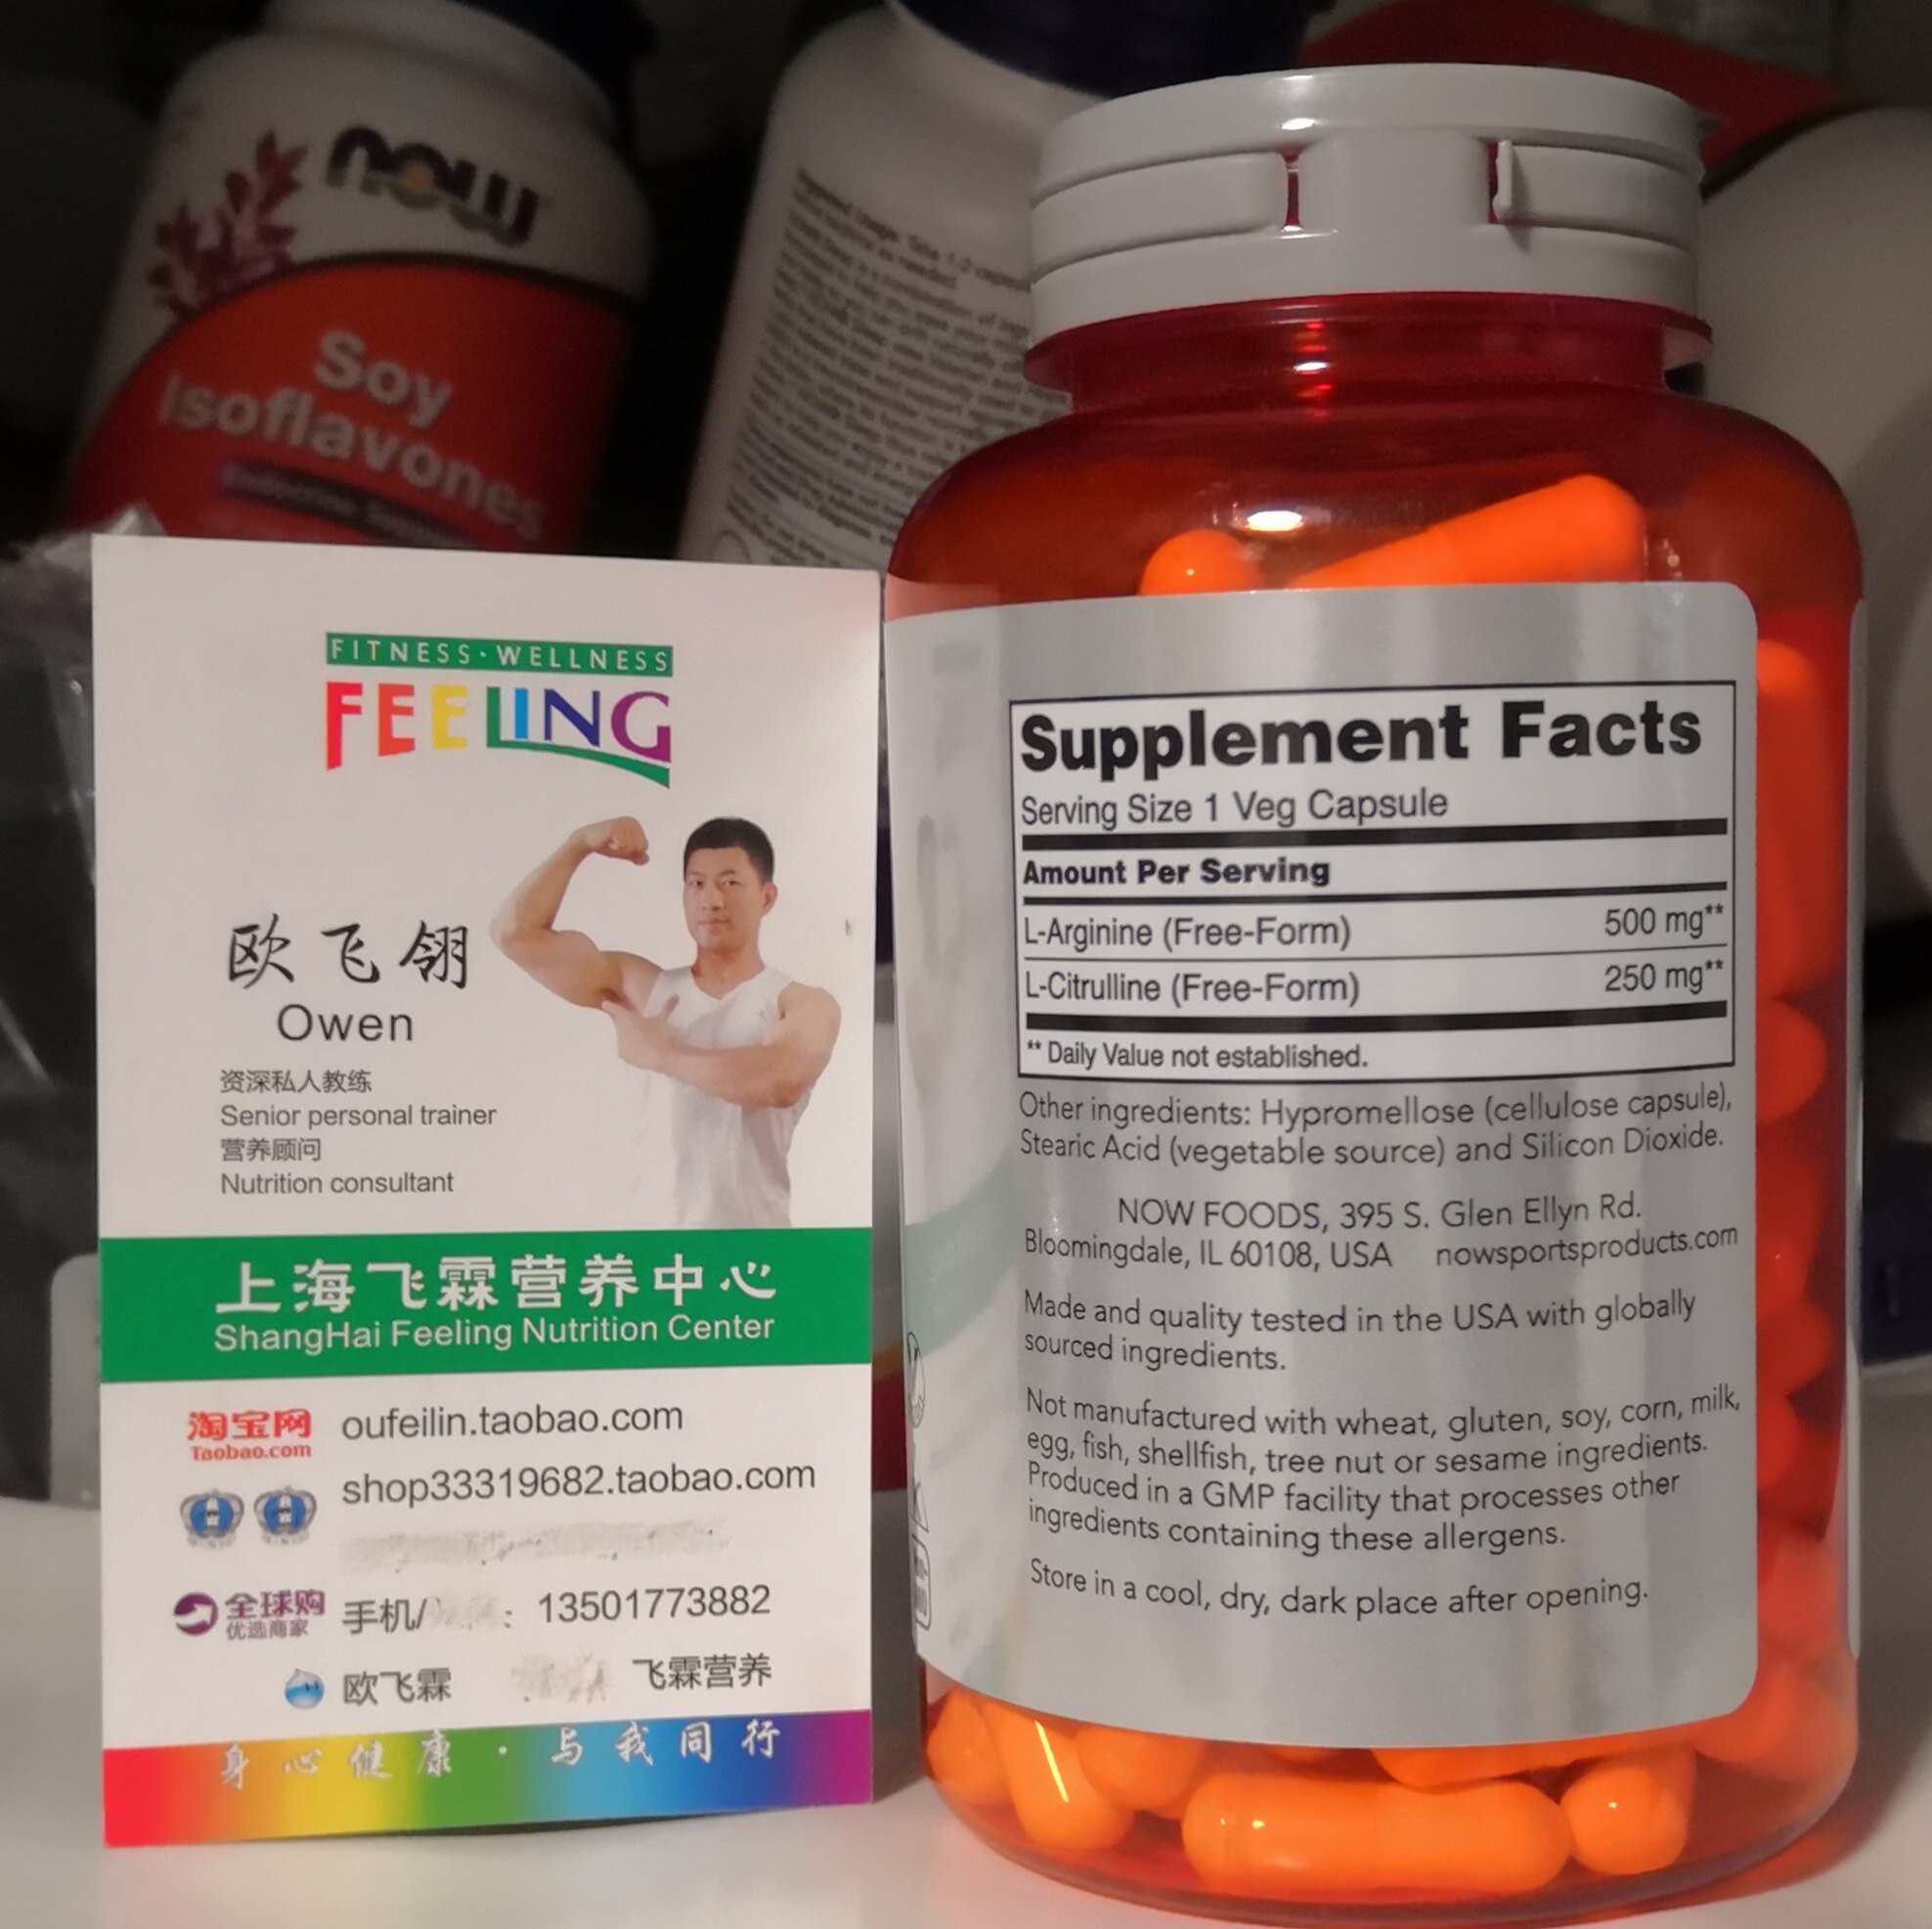 now
Soy
Isoflavones
FITNESS·WELLNESS
FEELING
欧飞翎
Owen
资深私人教练
Senior personal trainer
营养顾问
Nutrition consultant
上海飞霖营养中心
ShangHai Feeling Nutrition Center
淘宝网
Taobao.com
oufeilin.taobao.com
shop33319682.taobao.com
全球购
优选商家
手机/ : 13501773882
欧飞霖 飞霖营养
身心健康·与我同行
Supplement Facts
Serving Size 1 Veg Capsule
Amount Per Serving
L-Arginine (Free-Form) 500 mg**
L-Citrulline (Free-Form) 250 mg**
** Daily Value not established.
Other ingredients: Hypromellose (cellulose capsule),
Stearic Acid (vegetable source) and Silicon Dioxide.
NOW FOODS, 395 S. Glen Ellyn Rd.
Bloomingdale, IL 60108, USA nowsportsproducts.com
Made and quality tested in the USA with globally
sourced ingredients.
Not manufactured with wheat, gluten, soy, corn, milk,
egg, fish, shellfish, tree nut or sesame ingredients.
Produced in a GMP facility that processes other
ingredients containing these allergens.
Store in a cool, dry, dark place after opening.